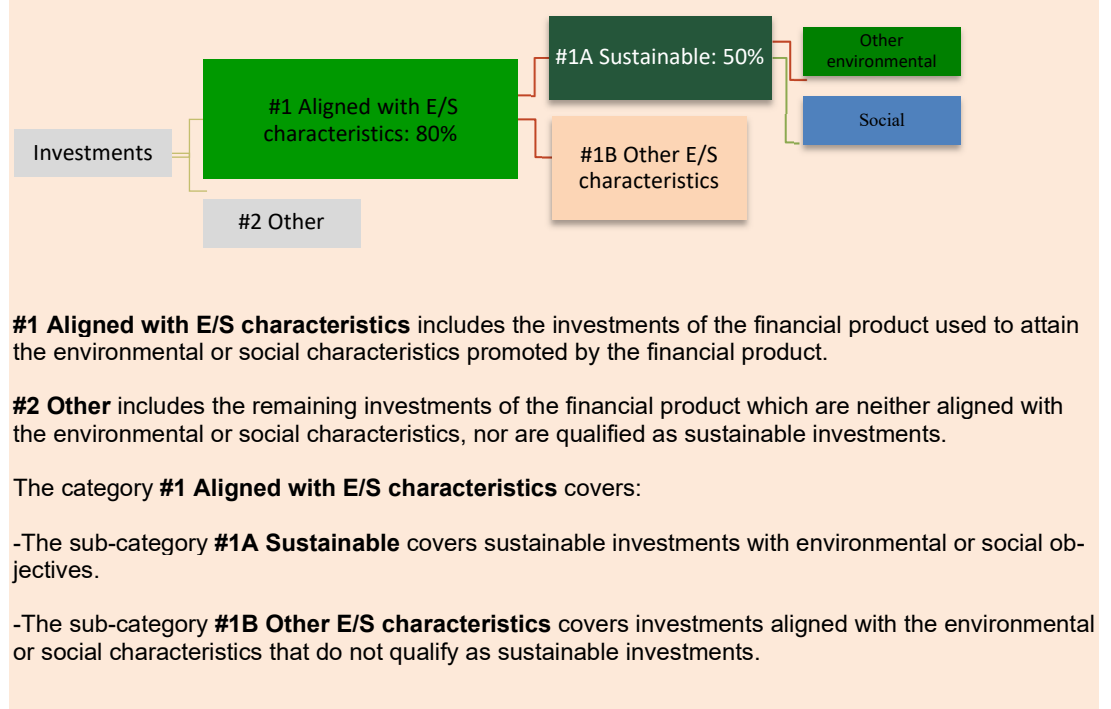 Investments
#1 Aligned with E/S
characteristics: 80%
#2 Other
#1A Sustainable: 50%
#1B Other E/S
characteristics
Other
environmental
Social
#1 Aligned with E/S characteristics includes the investments of the financial product used to attain
the environmental or social characteristics promoted by the financial product.
#2 Other includes the remaining investments of the financial product which are neither aligned with
the environmental or social characteristics, nor are qualified as sustainable investments.
The category #1 Aligned with E/S characteristics covers:
-The sub-category #1A Sustainable covers sustainable investments with environmental or social ob-
jectives.
-The sub-category #1B Other E/S characteristics covers investments aligned with the environmental
or social characteristics that do not qualify as sustainable investments.